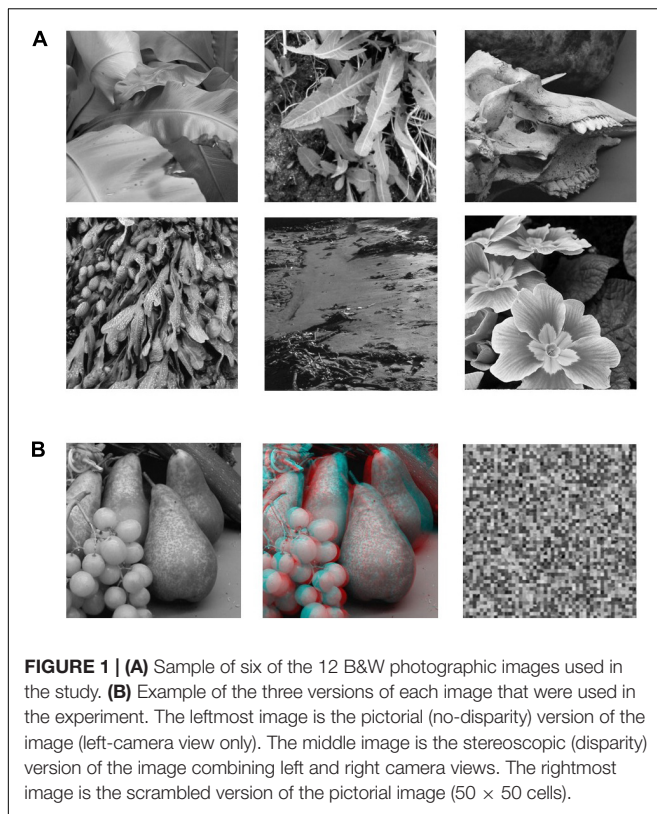 A
B
FIGURE 1 | (A) Sample of six of the 12 B&W photographic images used in
the study. (B) Example of the three versions of each image that were used in
the experiment. The leftmost image is the pictorial (no-disparity) version of the
image (left-camera view only). The middle image is the stereoscopic (disparity)
version of the image combining left and right camera views. The rightmost
image is the scrambled version of the pictorial image (50 × 50 cells).